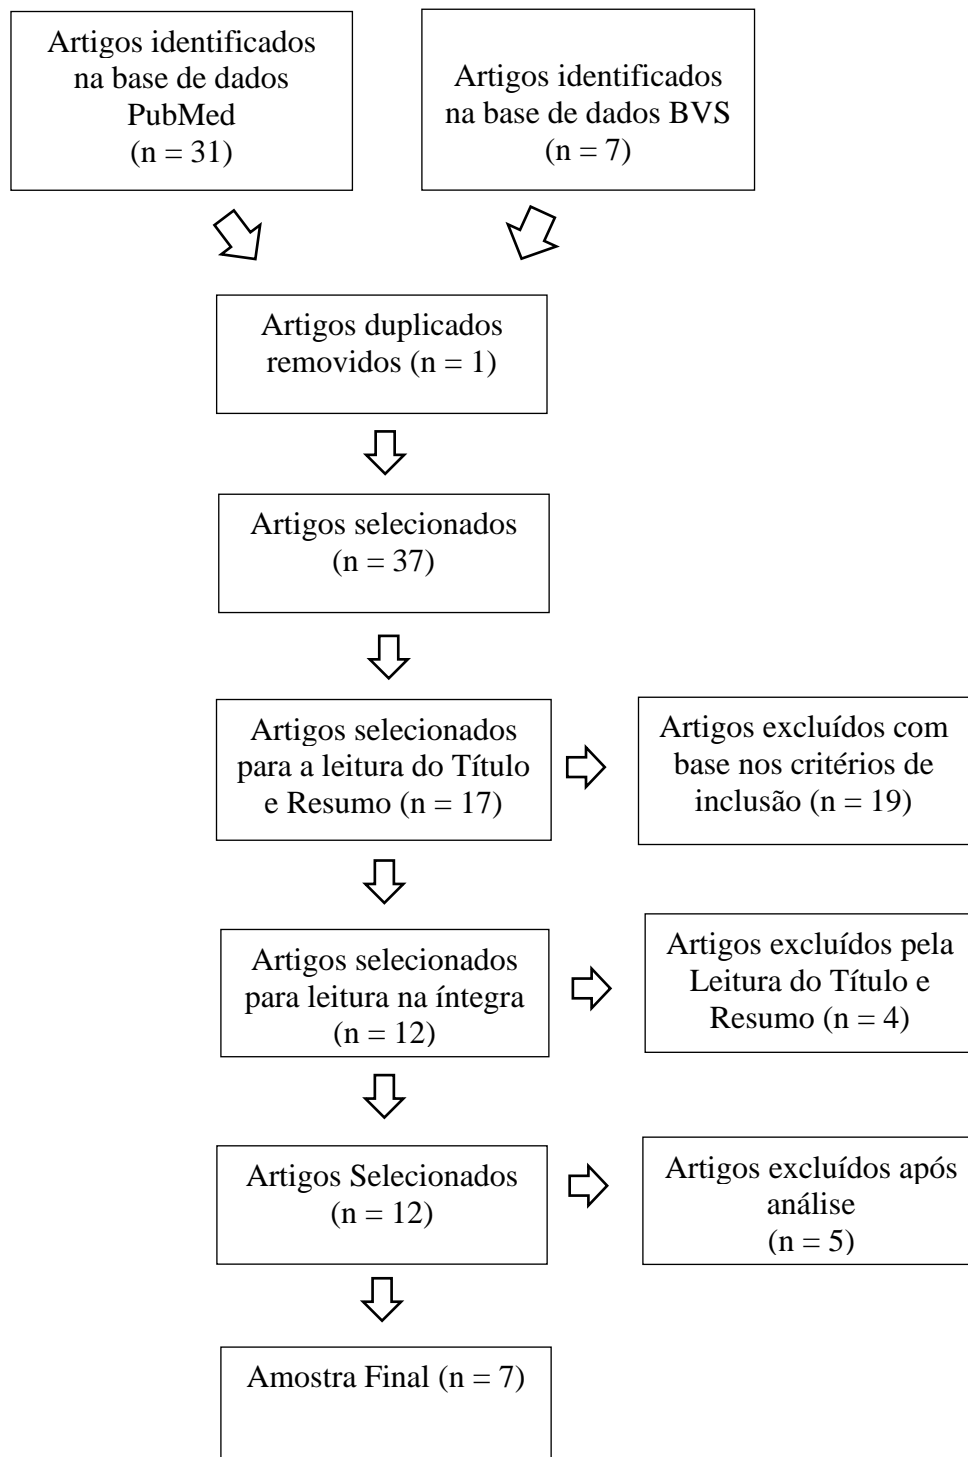 Artigos identificados
na base de dados
PubMed
(n = 31)
Artigos identificados
na base de dados BVS
(n = 7)
Artigos duplicados
removidos (n = 1)
Artigos selecionados
(n = 37)
Artigos selecionados
para a leitura do Título
e Resumo (n = 17)
Artigos excluídos com
base nos critérios de
inclusão (n = 19)
Artigos selecionados
para leitura na íntegra
(n = 12)
Artigos excluídos pela
Leitura do Título e
Resumo (n = 4)
Artigos Selecionados
(n = 12)
Artigos excluídos após
análise
(n = 5)
Amostra Final (n = 7)